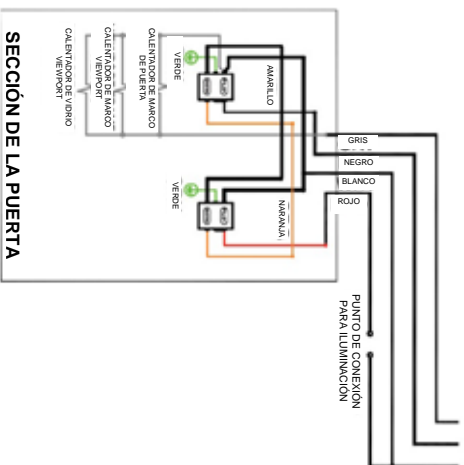 SECCIÓN DE LA PUERTA
CALENTADOR DE VIDRIO
VIEWPORT
CALENTADOR DE MARCO
VIEWPORT
CALENTADOR DE MARCO
DE PUERTA
VERDE
AMARILLO
VERDE
NARANJA
GRIS
NEGRO
BLANCO
ROJO
PUNTO DE CONEXIÓN
PARA ILUMINACIÓN